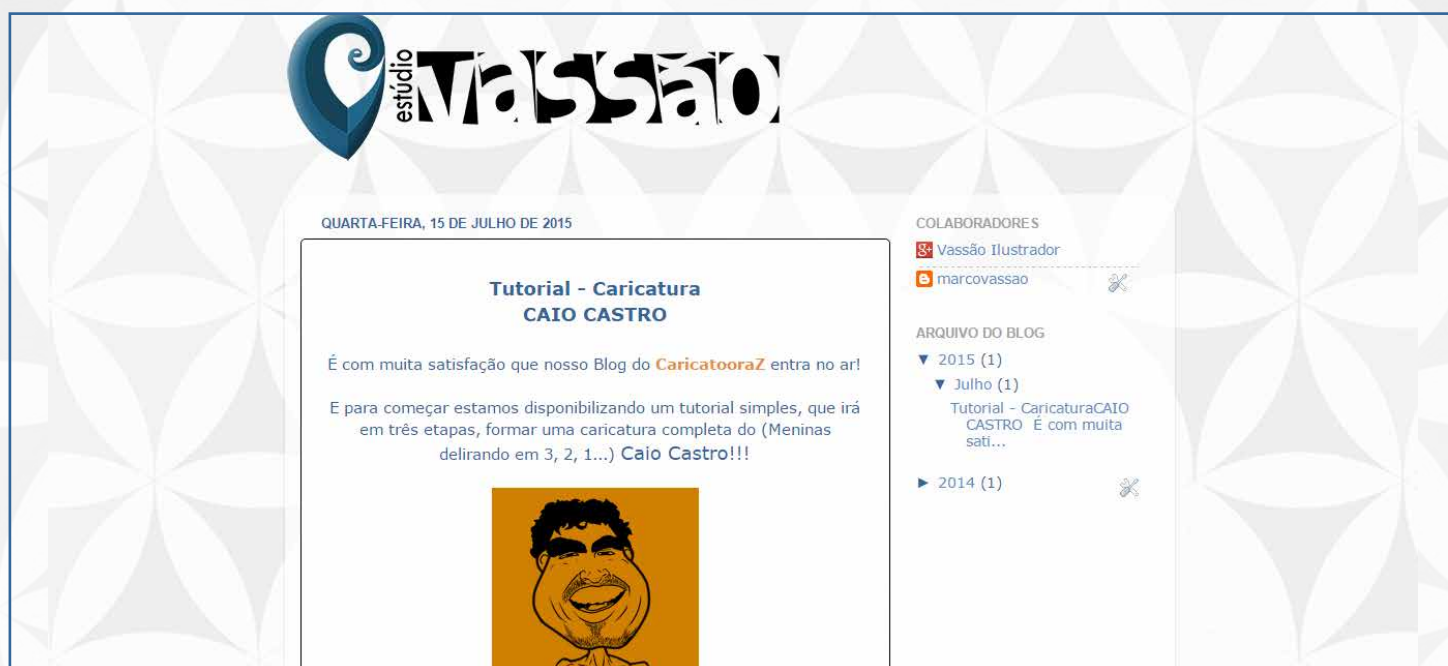 estúdio
Vassão
QUARTA-FEIRA, 15 DE JULHO DE 2015
Tutorial - Caricatura
CAIO CASTRO
É com muita satisfação que nosso Blog do CaricatooraZ entra no ar!
E para começar estamos disponibilizando um tutorial simples, que irá
em três etapas, formar uma caricatura completa do (Meninas
delirando em 3, 2, 1...) Caio Castro!!!
COLABORADORES
g+ Vassão Ilustrador
marcovassao
ARQUIVO DO BLOG
▼ 2015 (1)
▼ Julho (1)
Tutorial - CaricaturaCAIO
CASTRO É com muita
sati...
► 2014 (1)